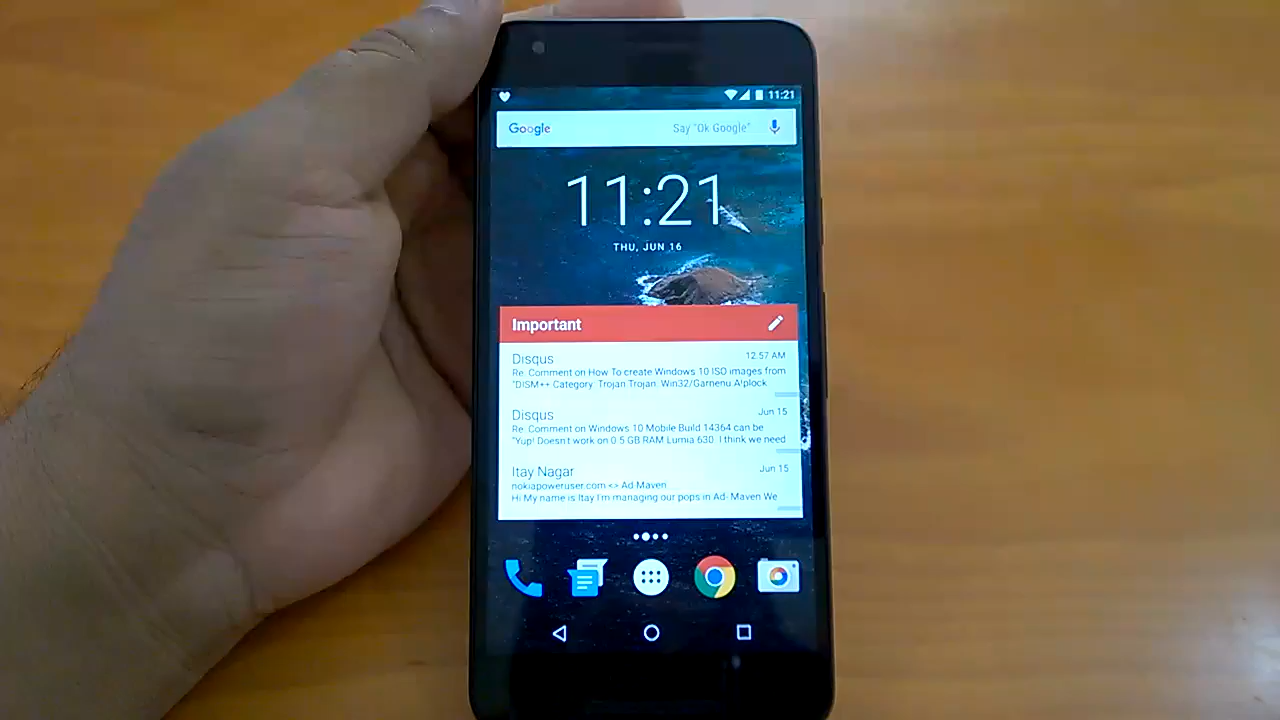 11:21
Google Say "Ok Google"
11:21
THU, JUN 16
Important
Disqus 12:57 AM
Re: Comment on How To create Windows 10 ISO images from
"DISM++ Category: Trojan Trojan: Win32/Garnenu A!plock
Disqus Jun 15
Re: Comment on Windows 10 Mobile Build 14364 can be
"Yup! Doesn't work on 0.5 GB RAM Lumia 630. I think we need
Itay Nagar Jun 15
nokiapoweruser.com <> Ad-Maven
Hi My name is Itay I'm managing our pops in Ad- Maven We